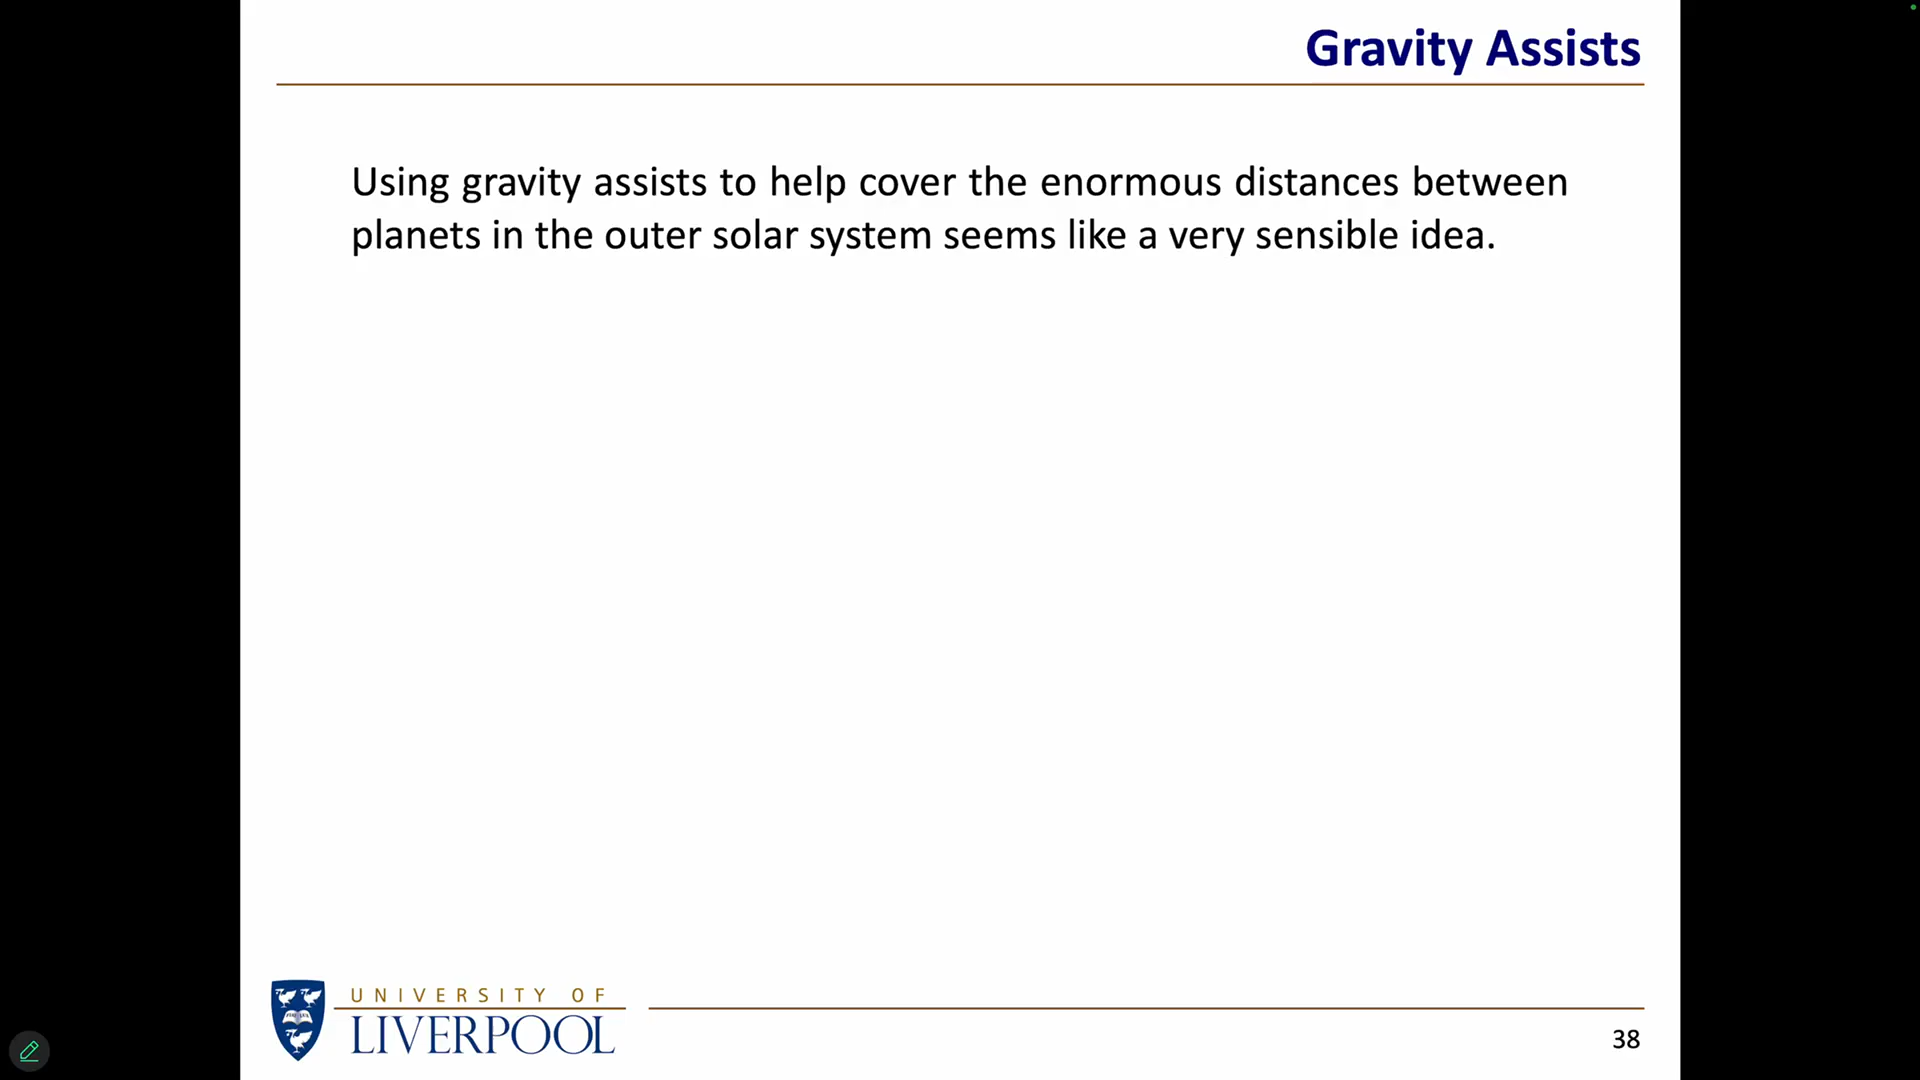 Gravity Assists
Using gravity assists to help cover the enormous distances between
planets in the outer solar system seems like a very sensible idea.
UNIVERSITY OF
LIVERPOOL
38